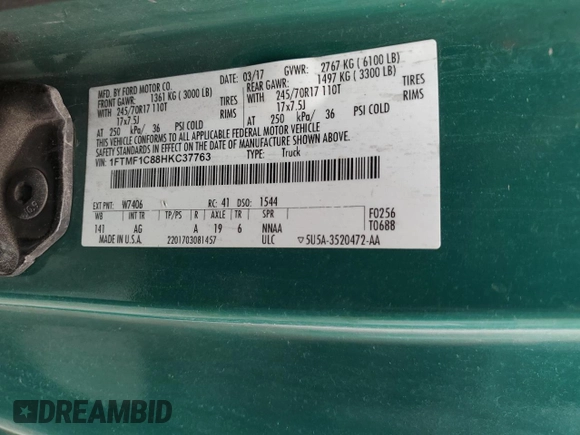 MFD. BY FORD MOTOR CO.
DATE: 03/17 GVWR: 2767 KG ( 6100 LB)
FRONT GAWR: 1361 KG ( 3000 LB)
REAR GAWR: 1497 KG ( 3300 LB)
245/70R17 110T TIRES
245/70R17 110T TIRES
17x7.5J RIMS
17x7.5J RIMS
AT 250 kPa/ 36 PSI COLD
AT 250 kPa/ 36 PSI COLD
THIS VEHICLE CONFORMS TO ALL APPLICABLE FEDERAL MOTOR VEHICLE
SAFETY STANDARDS IN EFFECT ON THE DATE OF MANUFACTURE SHOWN ABOVE.
VIN: 1FTMF1C88HKC37763
TYPE: Truck
EXT PNT: W7406 RC: 41 DSO: 1544
WB INT TR TP/PS R AXLE TR SPR F0256
141 AG A 19 6 NNAA T0688
MADE IN U.S.A. 2201703081457 ULC ▽5U5A-3520472-AA
DREAMBID